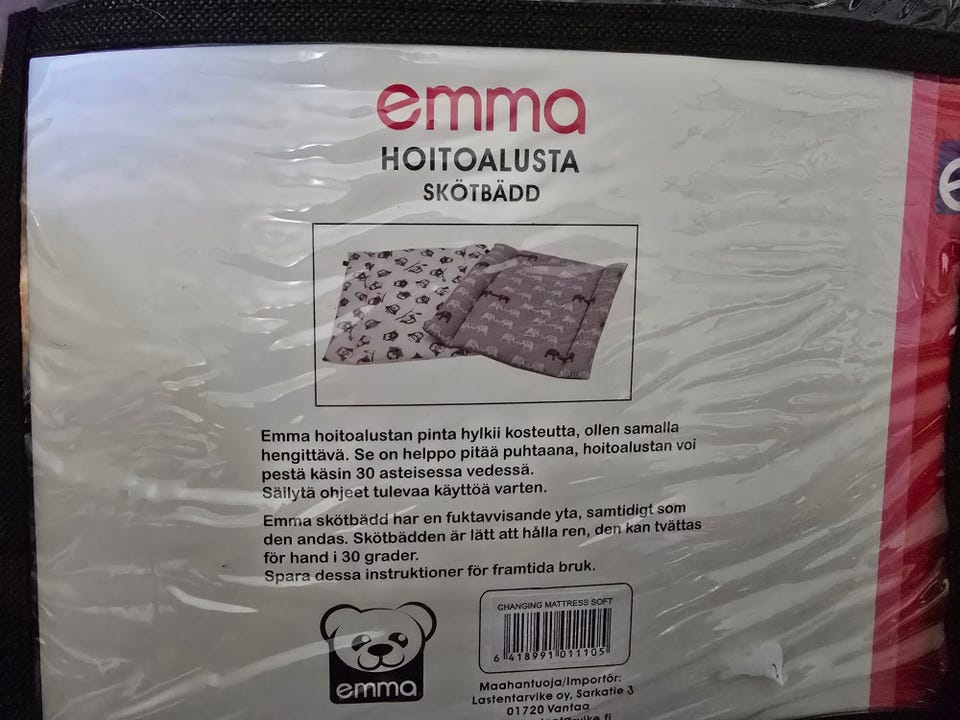 emma
HOITOALUSTA
SKÖTBÄDD
Emma hoitoalustan pinta hylkii kosteutta, ollen samalla
hengittävä. Se on helppo pitää puhtaana, hoitoalustan voi
pestä käsin 30 asteisessa vedessä.
Säilytä ohjeet tulevaa käyttöä varten.
Emma skötbädd har en fuktavvisande yta, samtidigt som
den andas. Skötbädden är lätt att hålla ren, den kan tvättas
för hand i 30 grader.
Spara dessa instruktioner för framtida bruk.
emma
CHANGING MATTRESS SOFT
6 418991 011105
Maahantuoja/Importör:
Lastentarvike oy, Sarkatie 3
01720 Vantaa